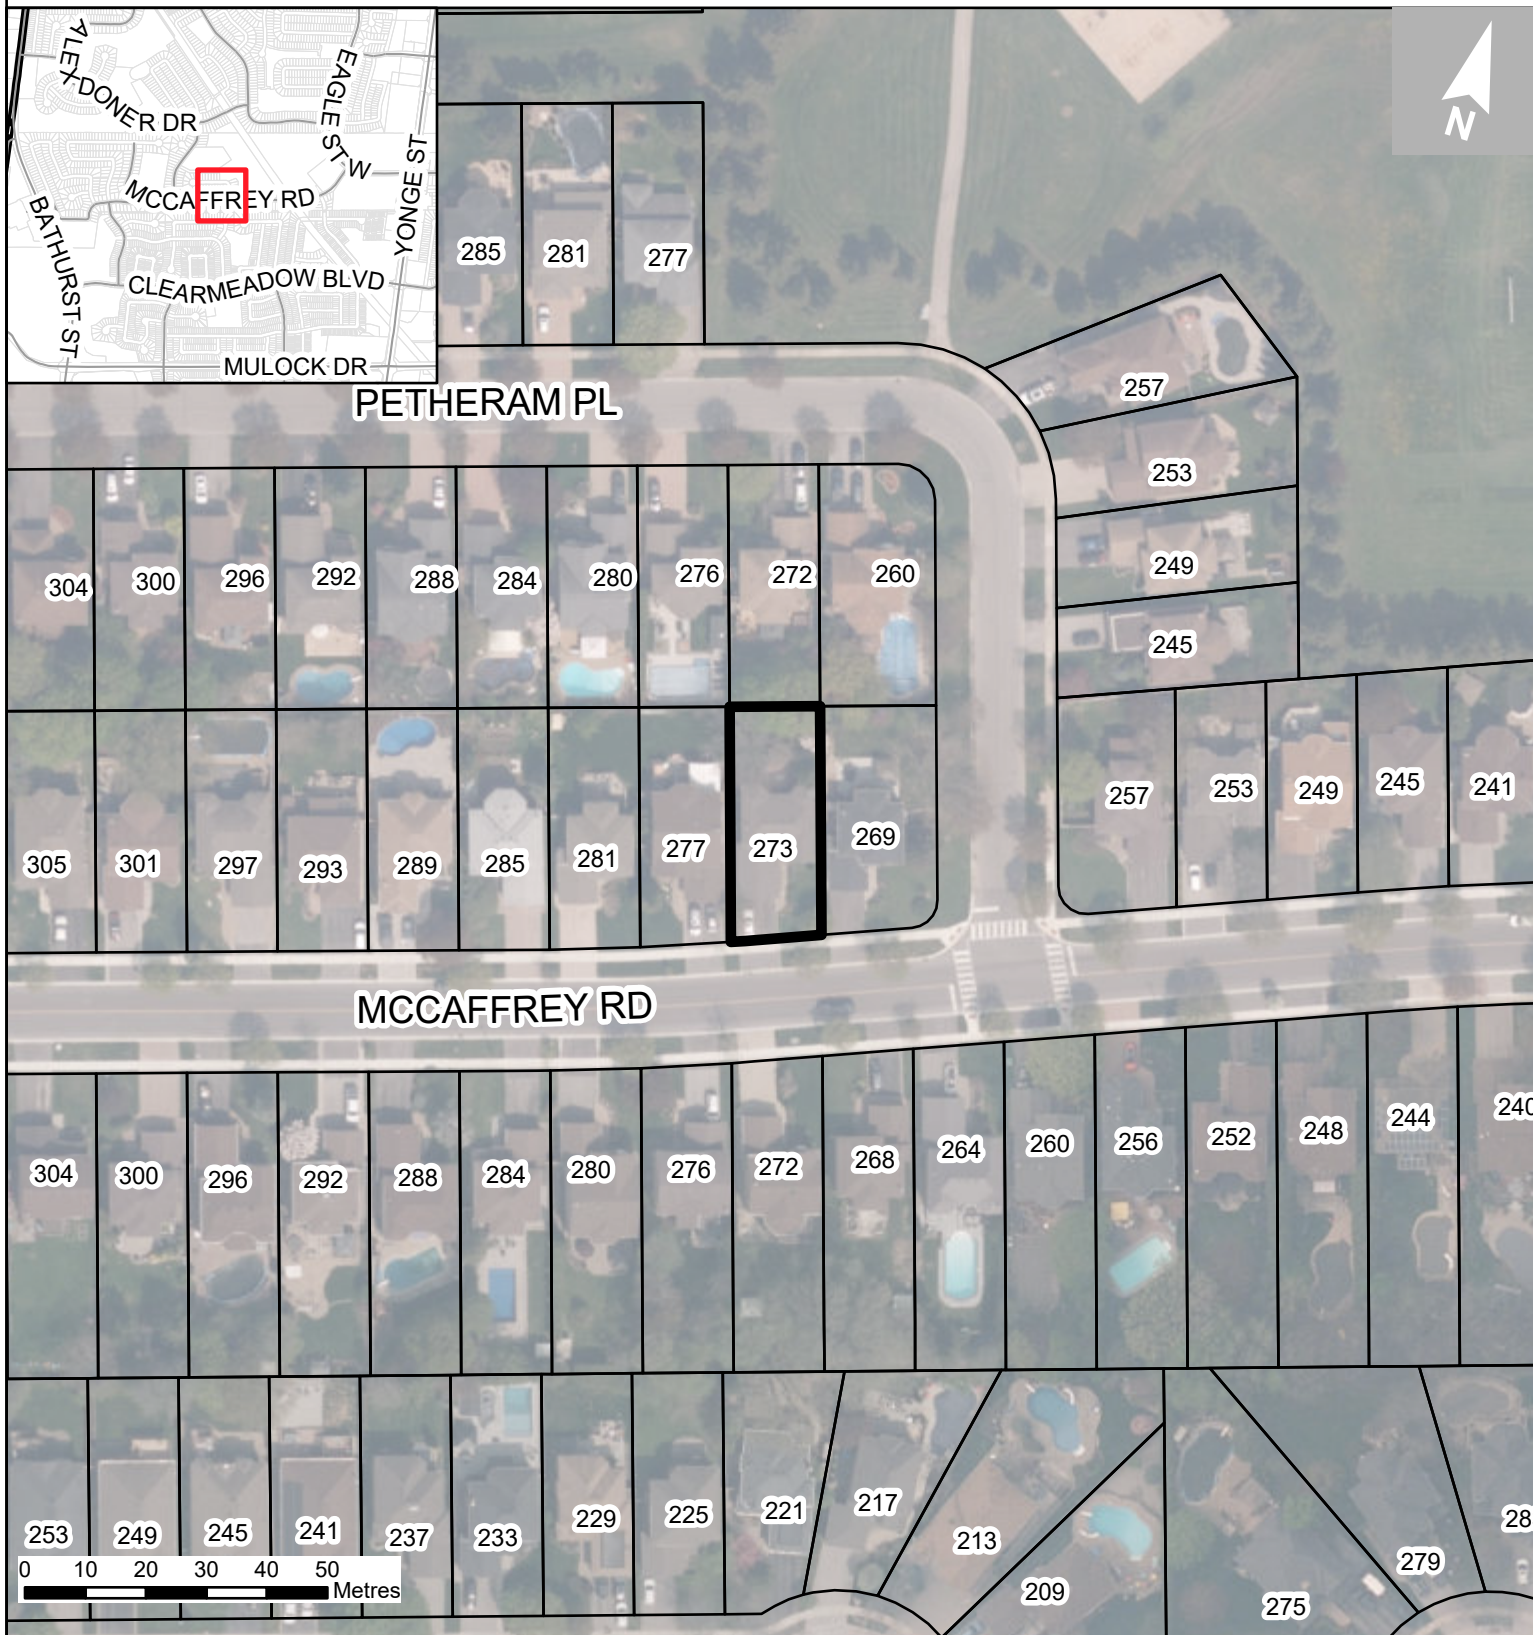 ALEX DONER DR
EAGLE ST W
MCCAFFREY RD
YONGE ST
BATHURST ST
CLEARMEADOW BLVD
MULOCK DR
N
285 281 277
PETHERAM PL
257
253
249
245
304 300 296 292 288 284 280 276 272 260
305 301 297 293 289 285 281 277 273 269
257 253 249 245 241
MCCAFFREY RD
304 300 296 292 288 284 280 276 272 268 264 260 256 252 248 244 240
253 249 245 241 237 233 229 225 221 217 213 209 275 279 28
0 10 20 30 40 50
Metres